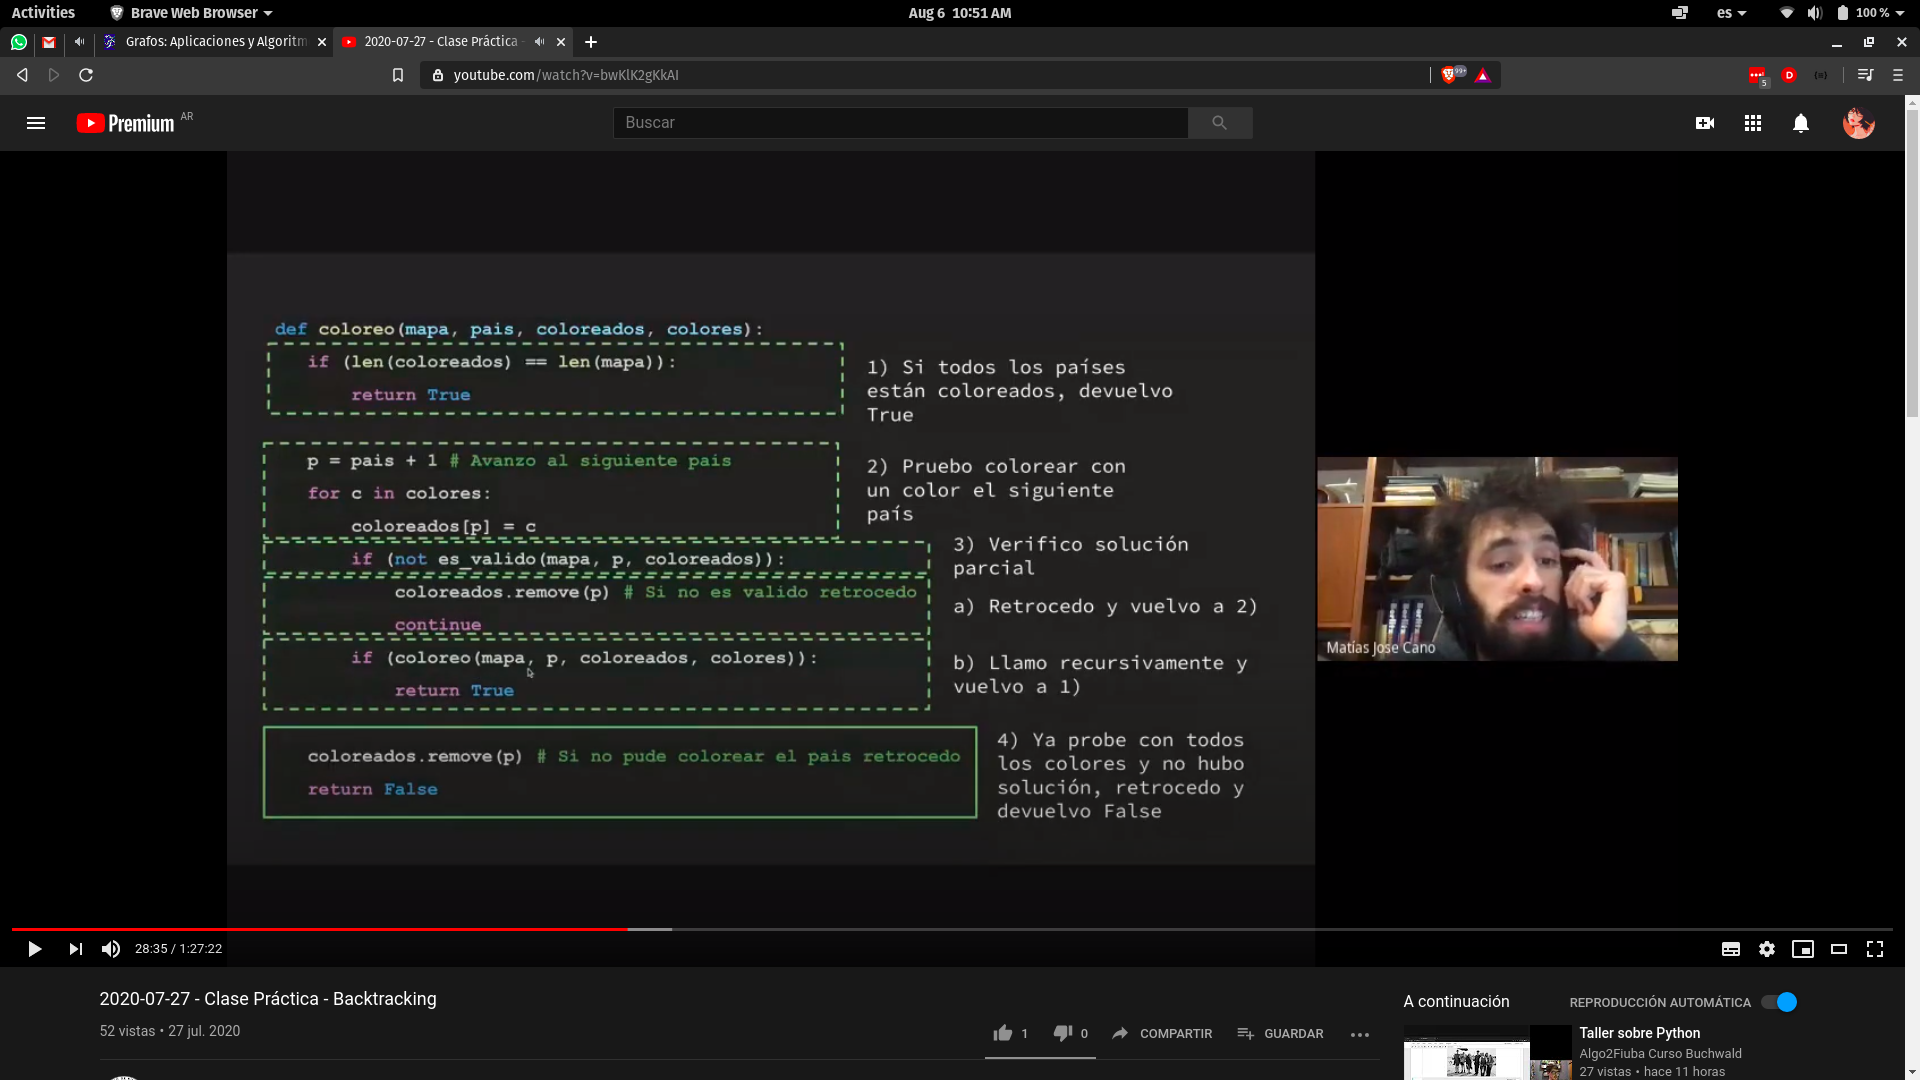 Activities
Brave Web Browser
Aug 6 10:51 AM
es
100 %
Grafos: Aplicaciones y Algoritm
2020-07-27 - Clase Práctica -
youtube.com/watch?v=bwKlK2gKkAI
99+
5
D
Premium AR
Buscar
def coloreo(mapa, pais, coloreados, colores):
if (len(coloreados) == len(mapa)):
return True
1) Si todos los países
están coloreados, devuelvo
True
p = pais + 1 # Avanzo al siguiente pais
for c in colores:
coloreados[p] = c
2) Pruebo colorear con
un color el siguiente
país
if (not es_valido(mapa, p, coloreados)):
3) Verifico solución
parcial
coloreados.remove(p) # Si no es valido retrocedo
continue
a) Retrocedo y vuelvo a 2)
if (coloreo(mapa, p, coloreados, colores)):
return True
b) Llamo recursivamente y
vuelvo a 1)
coloreados.remove(p) # Si no pude colorear el pais retrocedo
return False
4) Ya probe con todos
los colores y no hubo
solución, retrocedo y
devuelvo False
Matías Jose Cano
28:35 / 1:27:22
2020-07-27 - Clase Práctica - Backtracking
52 vistas • 27 jul. 2020
1
0
COMPARTIR
GUARDAR
A continuación
REPRODUCCIÓN AUTOMÁTICA
Taller sobre Python
Algo2Fiuba Curso Buchwald
27 vistas • hace 11 horas